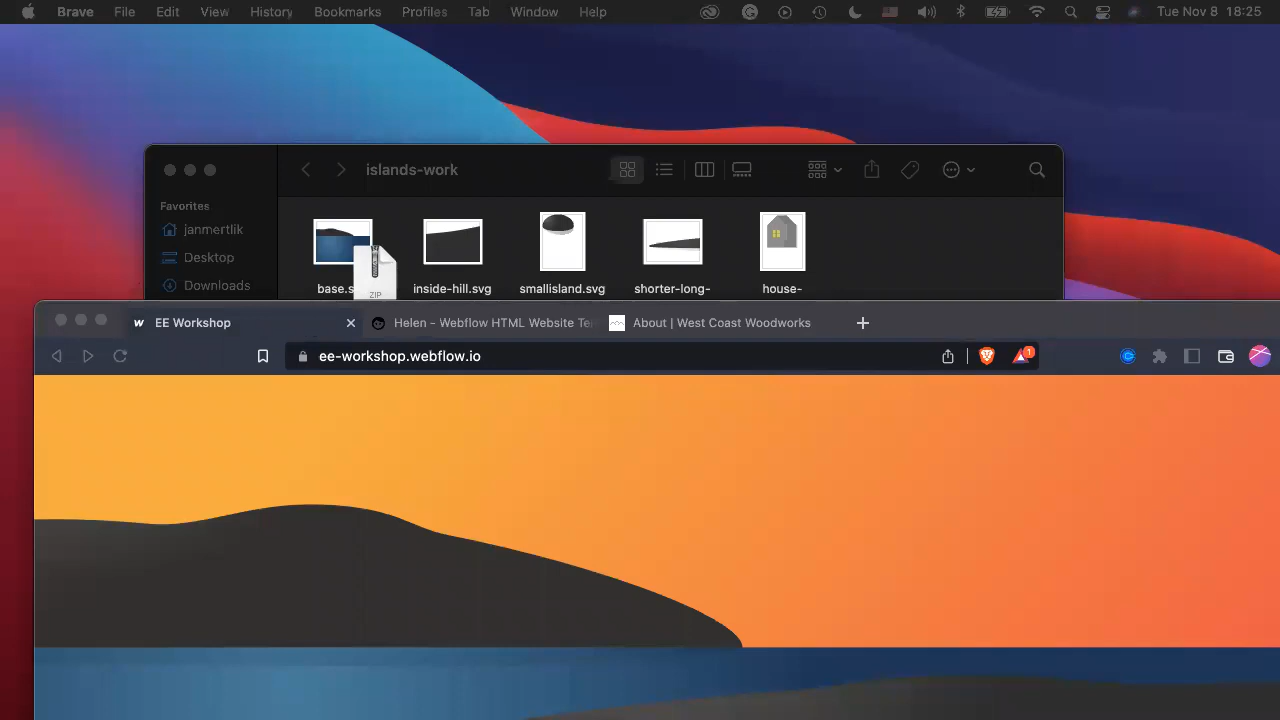 Brave File Edit View History Bookmarks Profiles Tab Window Help Tue Nov 8 18:25
islands-work
Favorites
janmertlik
Desktop
Downloads
ZIP
base.s
inside-hill.svg
smallisland.svg
shorter-long-
house-
EE Workshop
Helen - Webflow HTML Website
About | West Coast Woodworks
ee-workshop.webflow.io
1